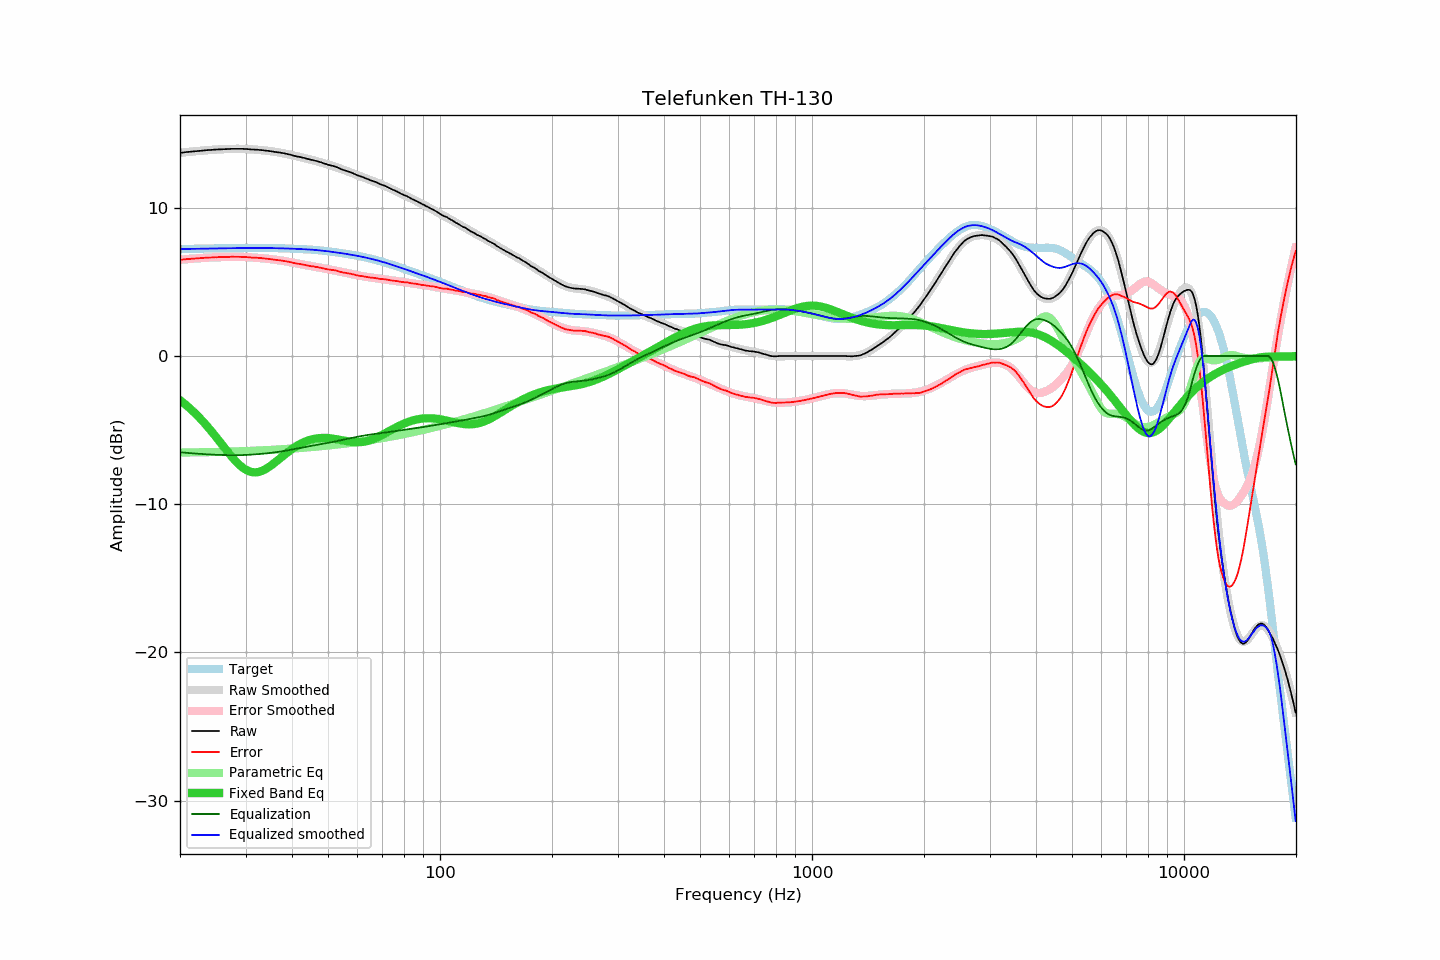 Telefunken TH-130
10
0
−10
−20
−30
Amplitude (dBr)
Target
Raw Smoothed
Error Smoothed
Raw
Error
Parametric Eq
Fixed Band Eq
Equalization
Equalized smoothed
100
1000
10000
Frequency (Hz)